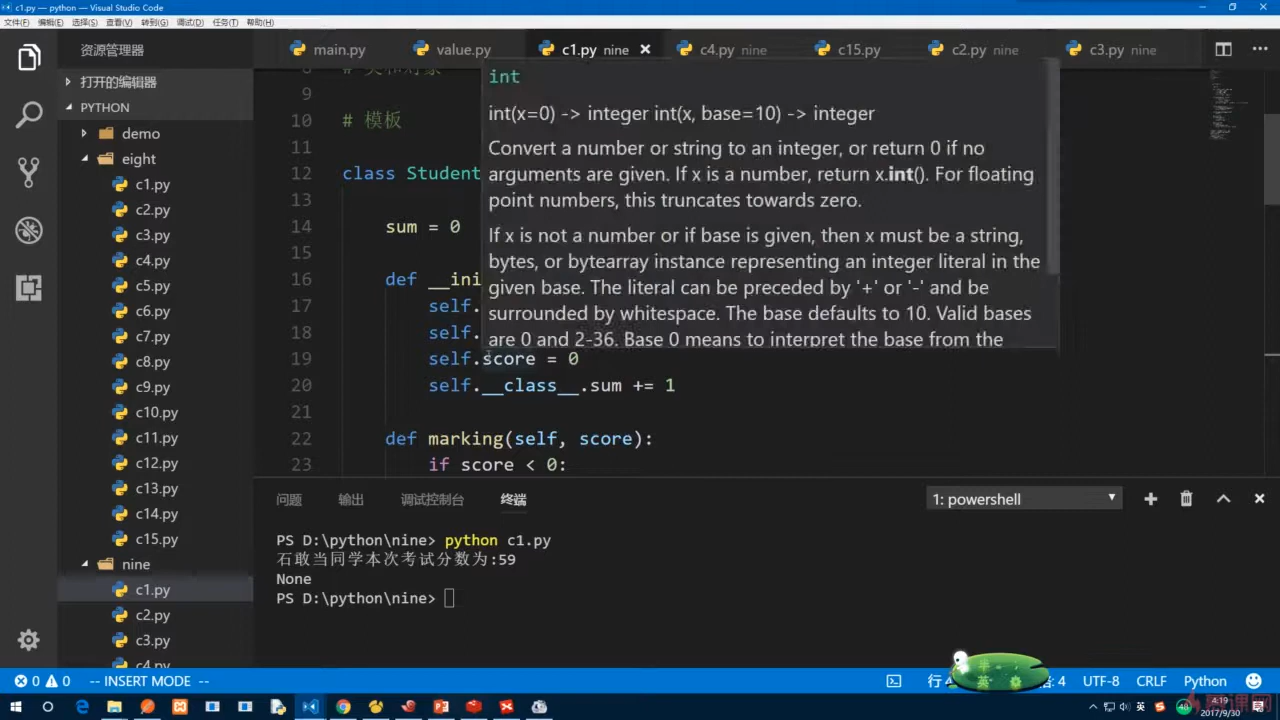 c1.py — python — Visual Studio Code
文件(F) 编辑(E) 选择(S) 查看(V) 转到(G) 调试(D) 任务(T) 帮助(H)
资源管理器
打开的编辑器
PYTHON
demo
eight
c1.py
c2.py
c3.py
c4.py
c5.py
c6.py
c7.py
c8.py
c9.py
c10.py
c11.py
c12.py
c13.py
c14.py
c15.py
nine
c1.py
c2.py
c3.py
c4.py
main.py value.py c1.py nine c4.py nine c15.py c2.py nine c3.py nine
9
10 # 模板
11
12 class Student
13
14 sum = 0
15
16 def __ini
17 self.
18 self.
19 self.score = 0
20 self.__class__.sum += 1
21
22 def marking(self, score):
23 if score < 0:
int
int(x=0) -> integer int(x, base=10) -> integer
Convert a number or string to an integer, or return 0 if no
arguments are given. If x is a number, return x.int(). For floating
point numbers, this truncates towards zero.
If x is not a number or if base is given, then x must be a string,
bytes, or bytearray instance representing an integer literal in the
given base. The literal can be preceded by '+' or '-' and be
surrounded by whitespace. The base defaults to 10. Valid bases
are 0 and 2-36. Base 0 means to interpret the base from the
问题 输出 调试控制台 终端
1: powershell
PS D:\python\nine> python c1.py
石敢当同学本次考试分数为:59
None
PS D:\python\nine>
0 0 -- INSERT MODE --
行 : 4 UTF-8 CRLF Python
半
英
英
48
4:19
2017/9/30